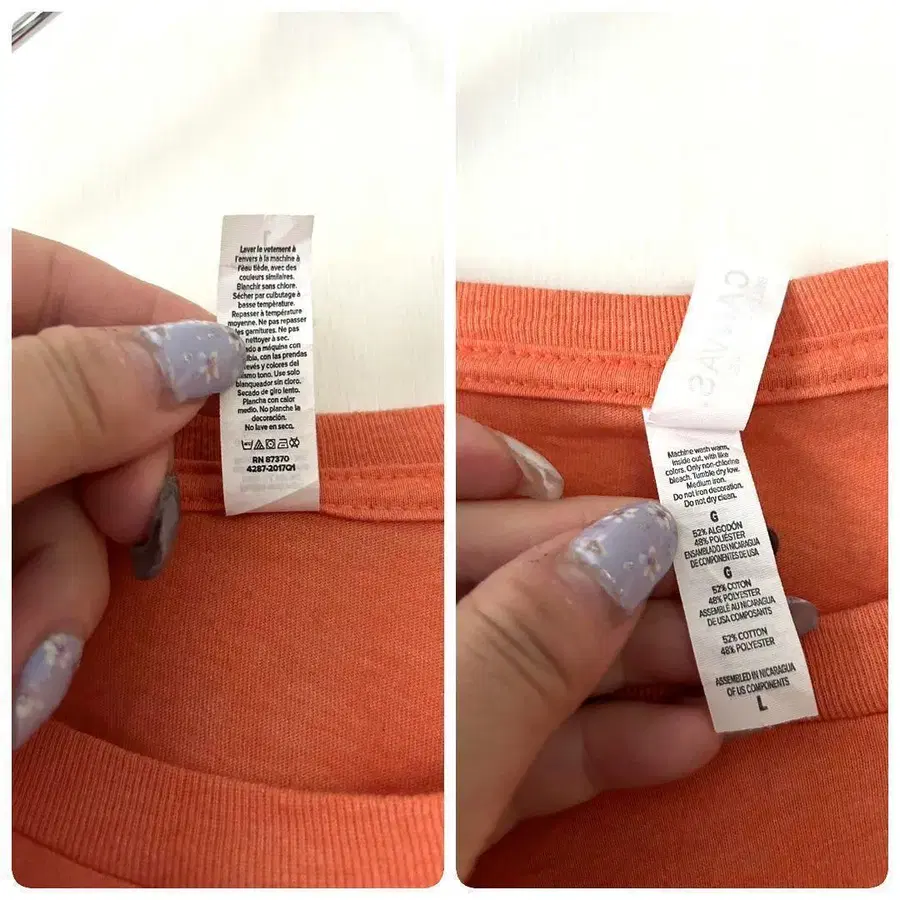 Laver le vetement à
l'envers à la machine à
l'eau tiède, avec des
couleurs similaires.
Blanchir sans chlore.
Sécher par culbutage à
basse température.
Repasser à température
moyenne. Ne pas repasser
les garnitures. Ne pas
nettoyer à sec.
a máquina con
con las prendas
revés y colores del
mismo tono. Use solo
blanqueador sin cloro.
Secado de giro lento.
Plancha con calor
medio. No planche la
decoración.
No lave en seco.
RN 87370
4287-2017Q1
Machine wash warm,
inside out, with like
colors. Only non-chlorine
bleach. Tumble dry low.
Medium iron.
Do not iron decoration.
Do not dry clean.
G
52% ALGODÓN
48% POLIÉSTER
ENSAMBLADO EN NICARAGUA
DE COMPONENTES DE USA
G
52% COTON
48% POLYESTER
ASSEMBLÉ AU NICARAGUA
DE USA COMPOSANTS
52% COTTON
48% POLYESTER
ASSEMBLED IN NICARAGUA
OF US COMPONENTS
L